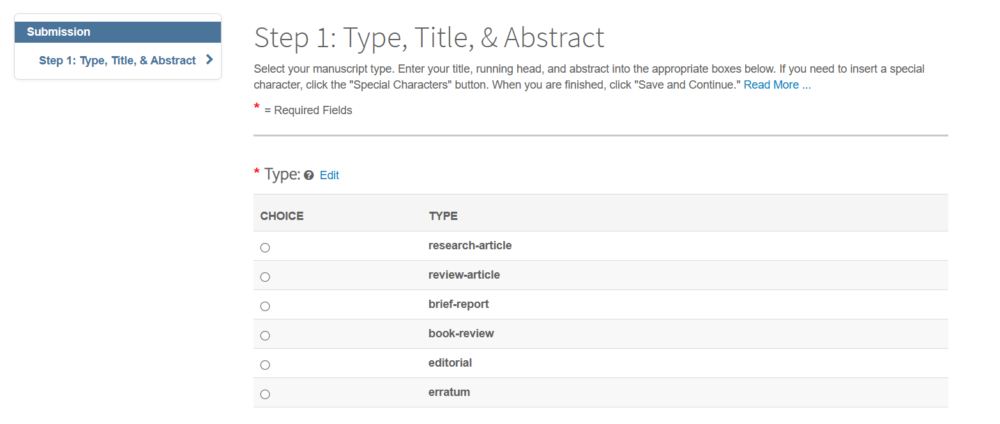 Submission
Step 1: Type, Title, & Abstract
Step 1: Type, Title, & Abstract
Select your manuscript type. Enter your title, running head, and abstract into the appropriate boxes below. If you need to insert a special
character, click the "Special Characters" button. When you are finished, click "Save and Continue." Read More ...
* = Required Fields
* Type: ? Edit
CHOICE TYPE
research-article
review-article
brief-report
book-review
editorial
erratum